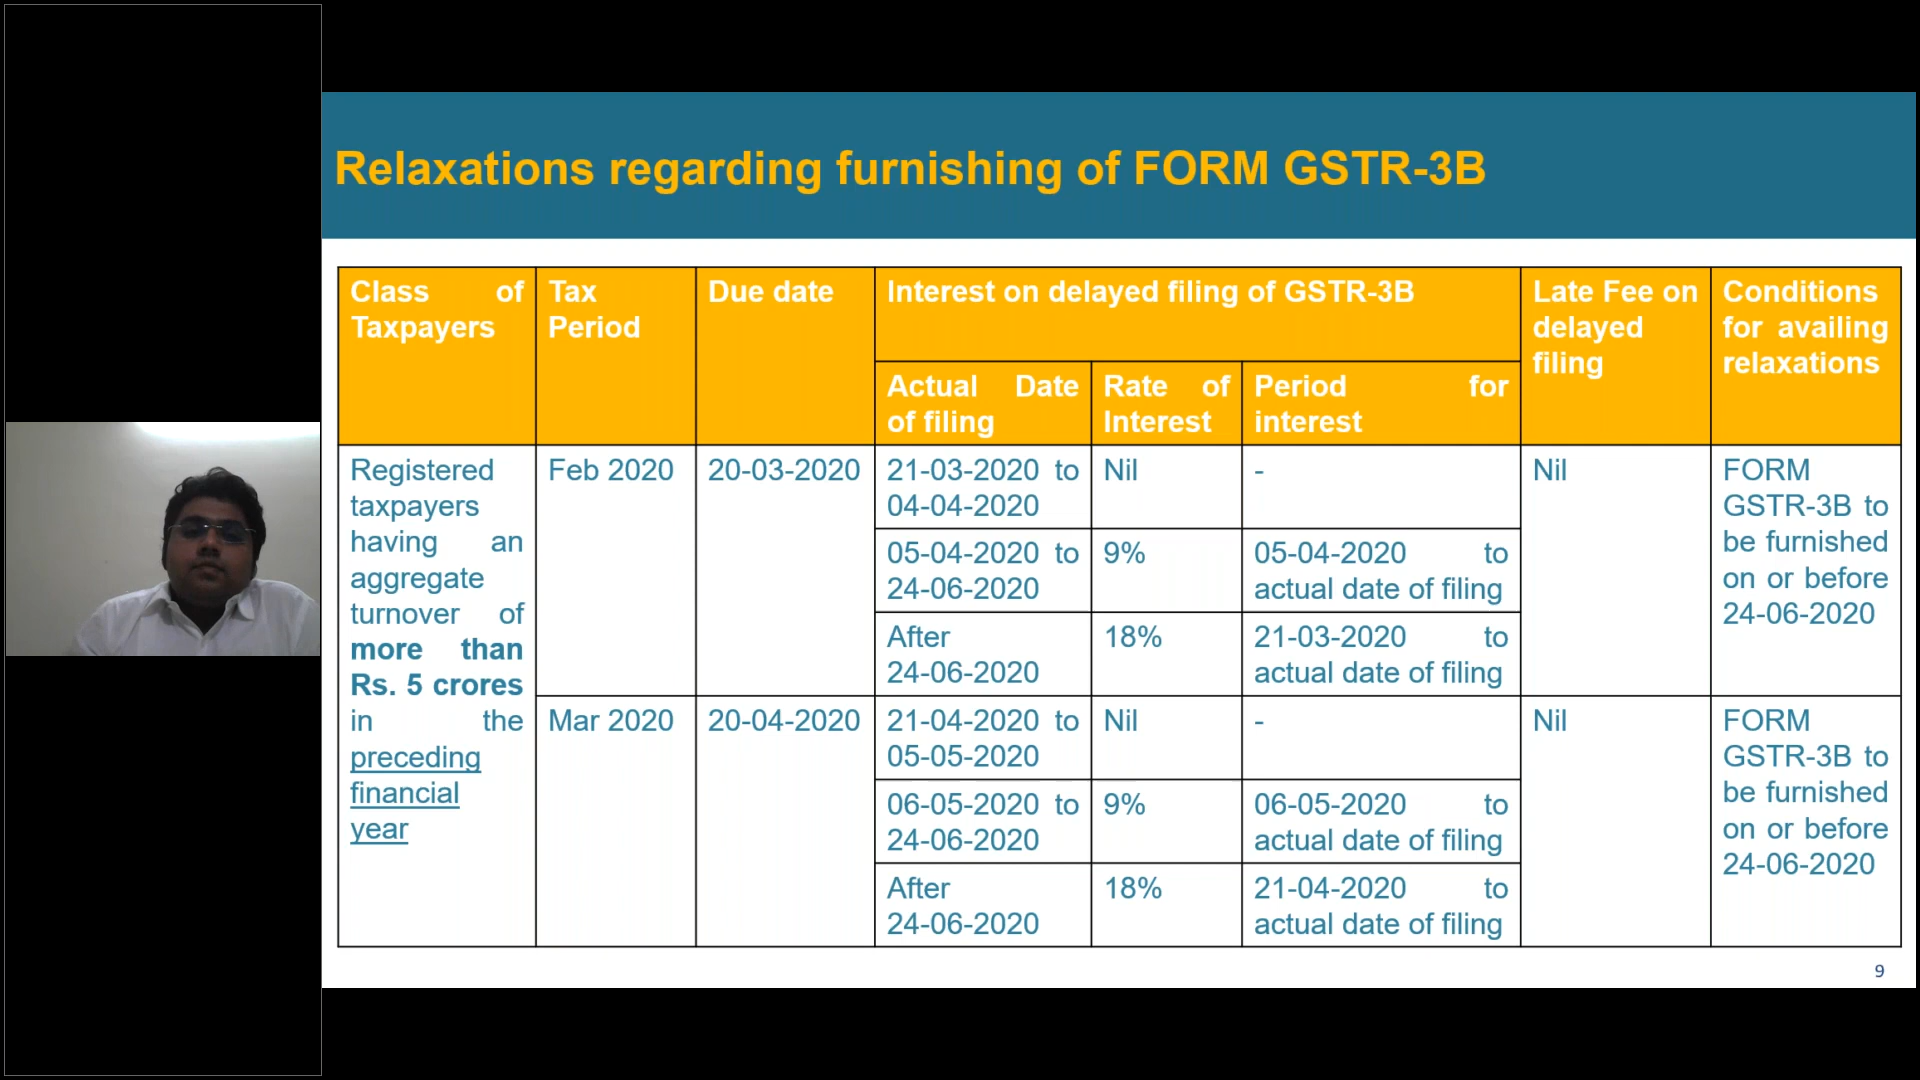 Relaxations regarding furnishing of FORM GSTR-3B
Class of
Taxpayers
Tax
Period
Due date
Interest on delayed filing of GSTR-3B
Late Fee on
delayed
filing
Conditions
for availing
relaxations
Actual Date
of filing
Rate of
Interest
Period for
interest
Registered
taxpayers
having an
aggregate
turnover of
more than
Rs. 5 crores
in the
preceding
financial
year
Feb 2020
20-03-2020
21-03-2020 to
04-04-2020
Nil
-
Nil
FORM
GSTR-3B to
be furnished
on or before
24-06-2020
05-04-2020 to
24-06-2020
9%
05-04-2020 to
actual date of filing
After
24-06-2020
18%
21-03-2020 to
actual date of filing
Mar 2020
20-04-2020
21-04-2020 to
05-05-2020
Nil
-
Nil
FORM
GSTR-3B to
be furnished
on or before
24-06-2020
06-05-2020 to
24-06-2020
9%
06-05-2020 to
actual date of filing
After
24-06-2020
18%
21-04-2020 to
actual date of filing
9